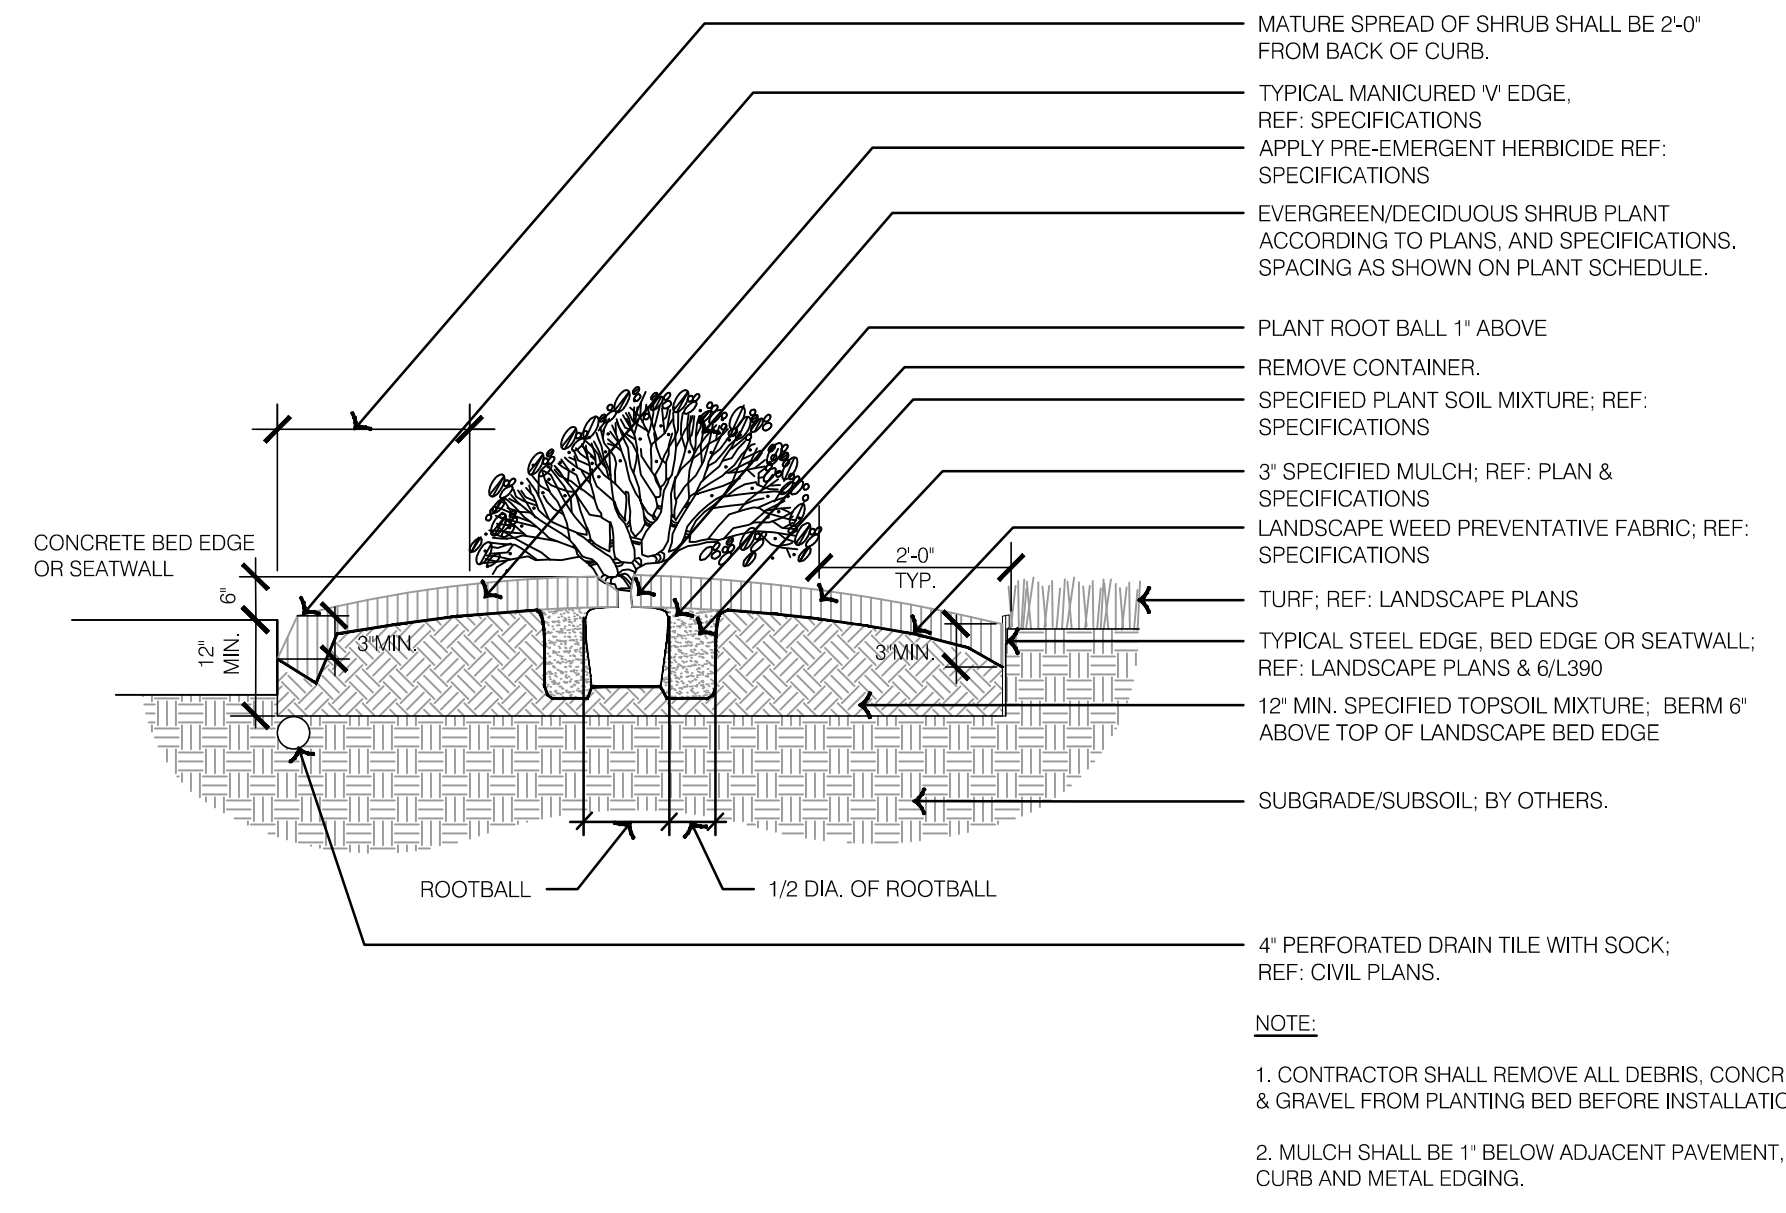 MATURE SPREAD OF SHRUB SHALL BE 2'-0"
FROM BACK OF CURB.
TYPICAL MANICURED 'V' EDGE,
REF: SPECIFICATIONS
APPLY PRE-EMERGENT HERBICIDE REF:
SPECIFICATIONS
EVERGREEN/DECIDUOUS SHRUB PLANT
ACCORDING TO PLANS, AND SPECIFICATIONS.
SPACING AS SHOWN ON PLANT SCHEDULE.
PLANT ROOT BALL 1" ABOVE
REMOVE CONTAINER.
SPECIFIED PLANT SOIL MIXTURE; REF:
SPECIFICATIONS
3" SPECIFIED MULCH; REF: PLAN &
SPECIFICATIONS
LANDSCAPE WEED PREVENTATIVE FABRIC; REF:
SPECIFICATIONS
CONCRETE BED EDGE
OR SEATWALL
2'-0"
TYP.
6"
12"
MIN.
3"MIN.
3"MIN.
TURF; REF: LANDSCAPE PLANS
TYPICAL STEEL EDGE, BED EDGE OR SEATWALL;
REF: LANDSCAPE PLANS & 6/L390
12" MIN. SPECIFIED TOPSOIL MIXTURE; BERM 6"
ABOVE TOP OF LANDSCAPE BED EDGE
SUBGRADE/SUBSOIL; BY OTHERS.
ROOTBALL
1/2 DIA. OF ROOTBALL
4" PERFORATED DRAIN TILE WITH SOCK;
REF: CIVIL PLANS.
NOTE:
1. CONTRACTOR SHALL REMOVE ALL DEBRIS, CONCR
& GRAVEL FROM PLANTING BED BEFORE INSTALLATIO
2. MULCH SHALL BE 1" BELOW ADJACENT PAVEMENT,
CURB AND METAL EDGING.